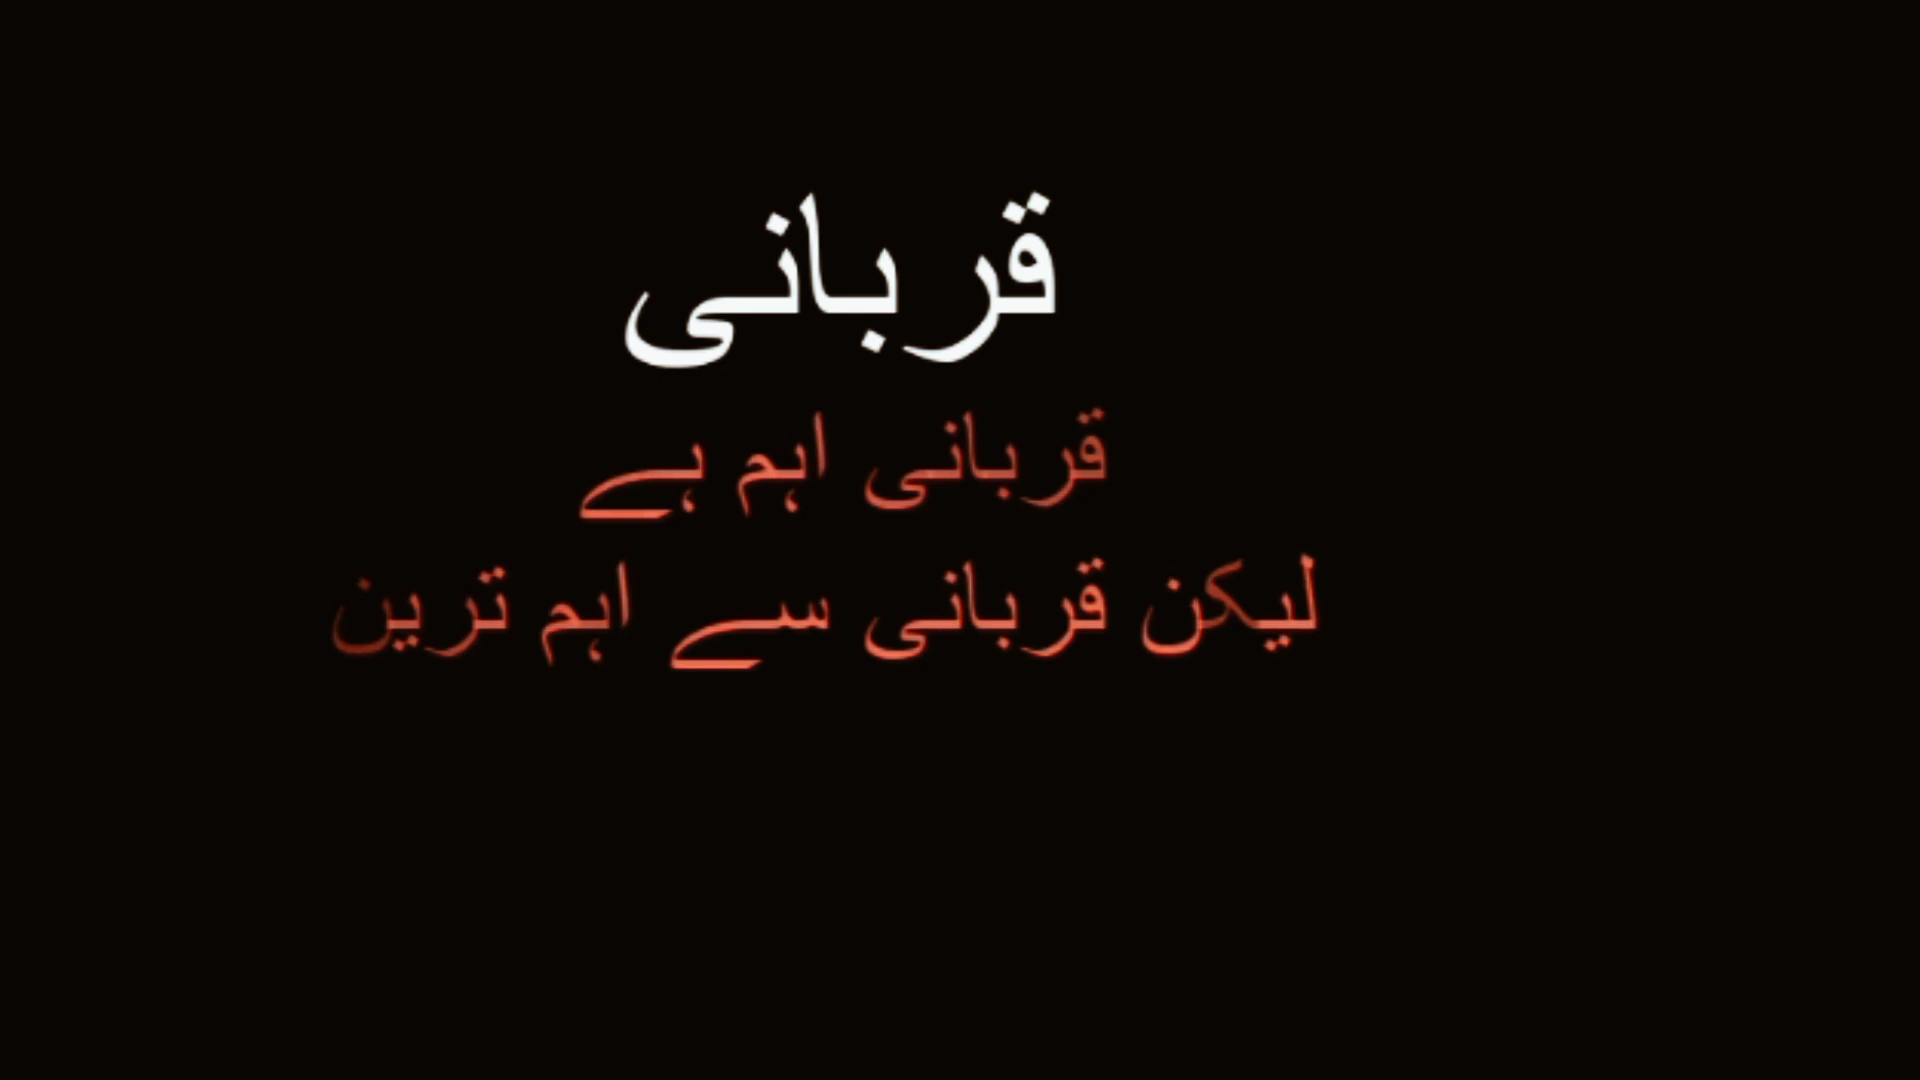 قربانی
قربانی اہم ہے
لیکن قربانی سے اہم ترین